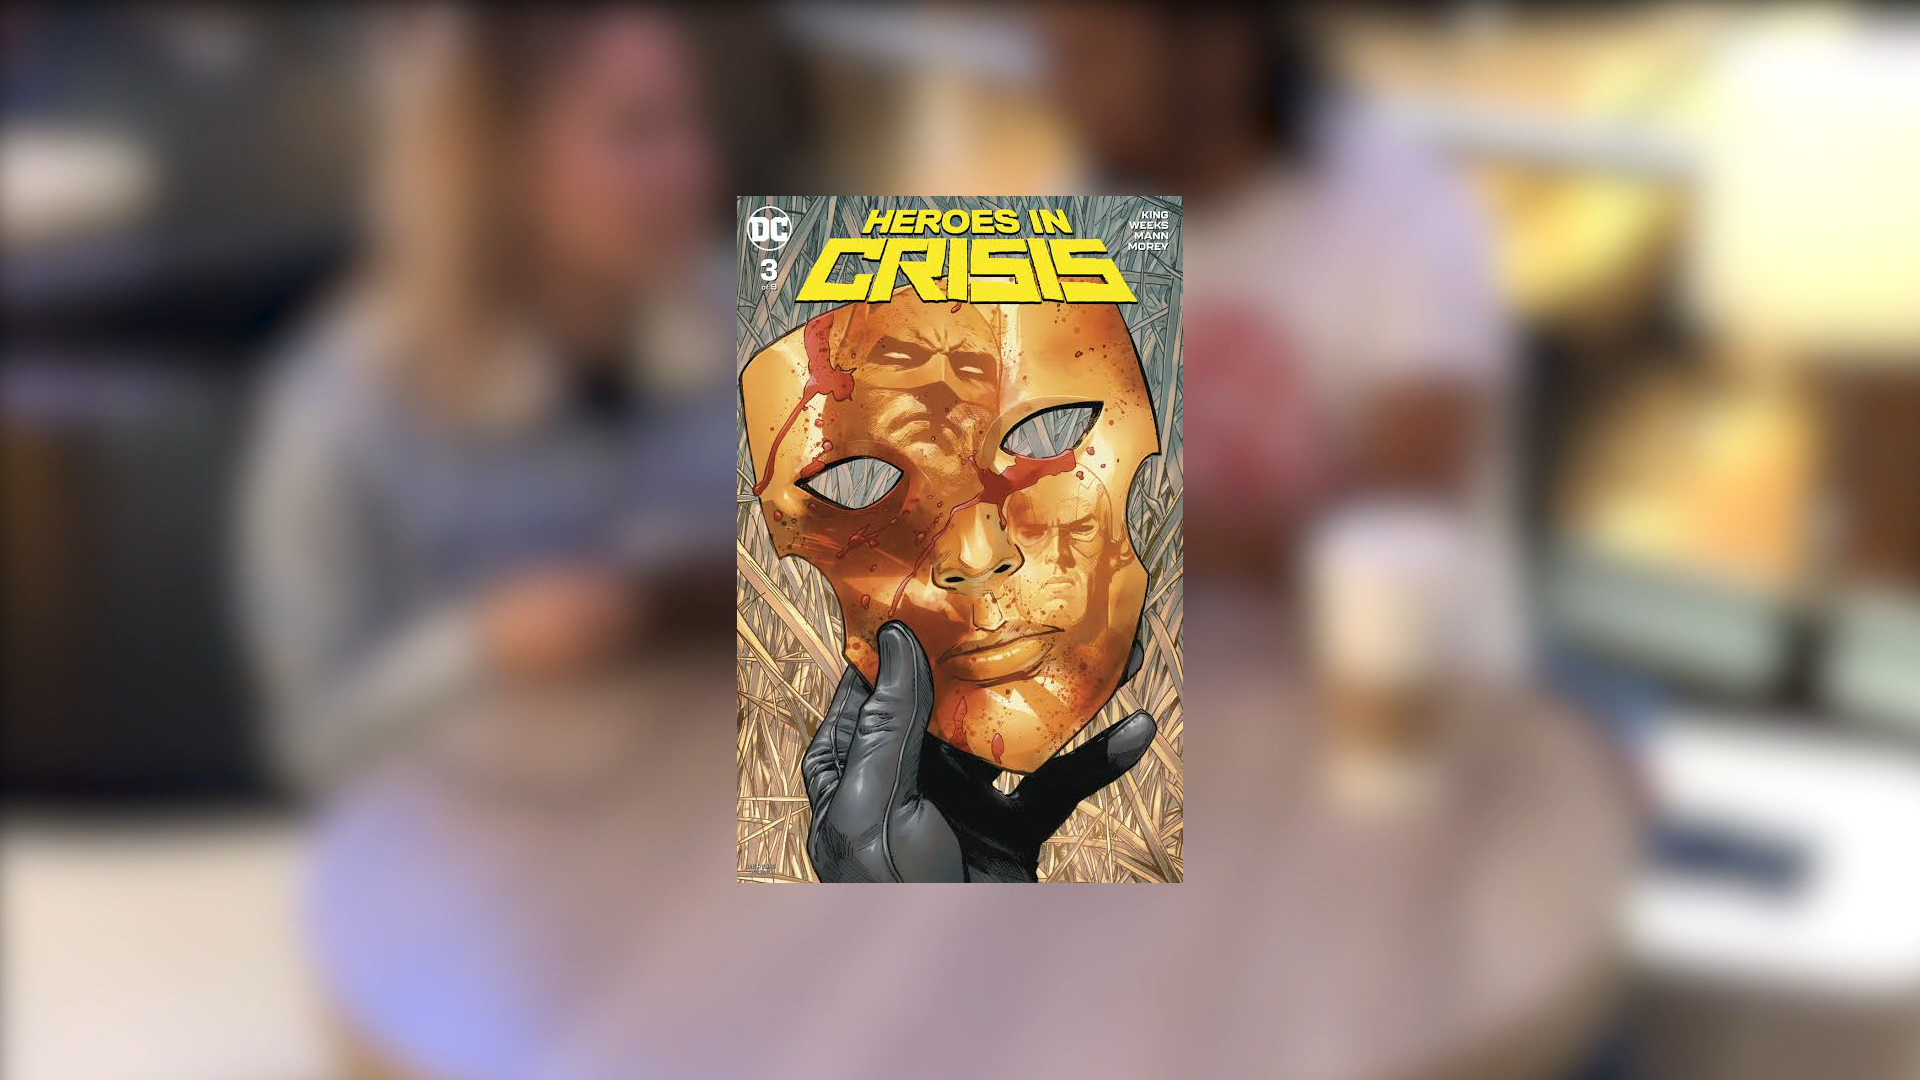 DC
HEROES IN
CRISIS
3
of 9
KING
WEEKS
MANN
MOREY